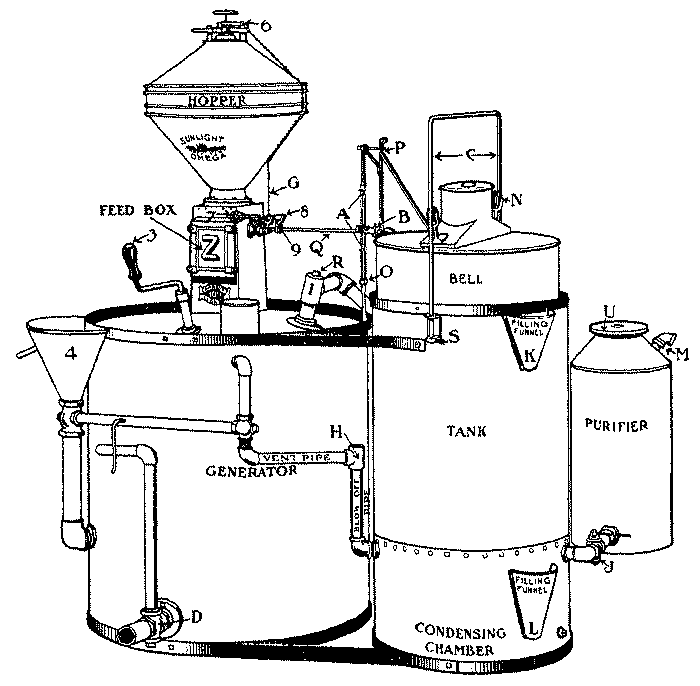 6
HOPPER
SUNLIGHT
OMEGA
P
C
G
N
FEED BOX
7
8
A
B
Z
9
Q
3
R
O
BELL
1
U
FILLING
FUNNEL
K
S
4
M
TANK
PURIFIER
H
VENT PIPE
GENERATOR
BLOW OFF
PIPE
J
FILLING
FUNNEL
L
D
CONDENSING
CHAMBER